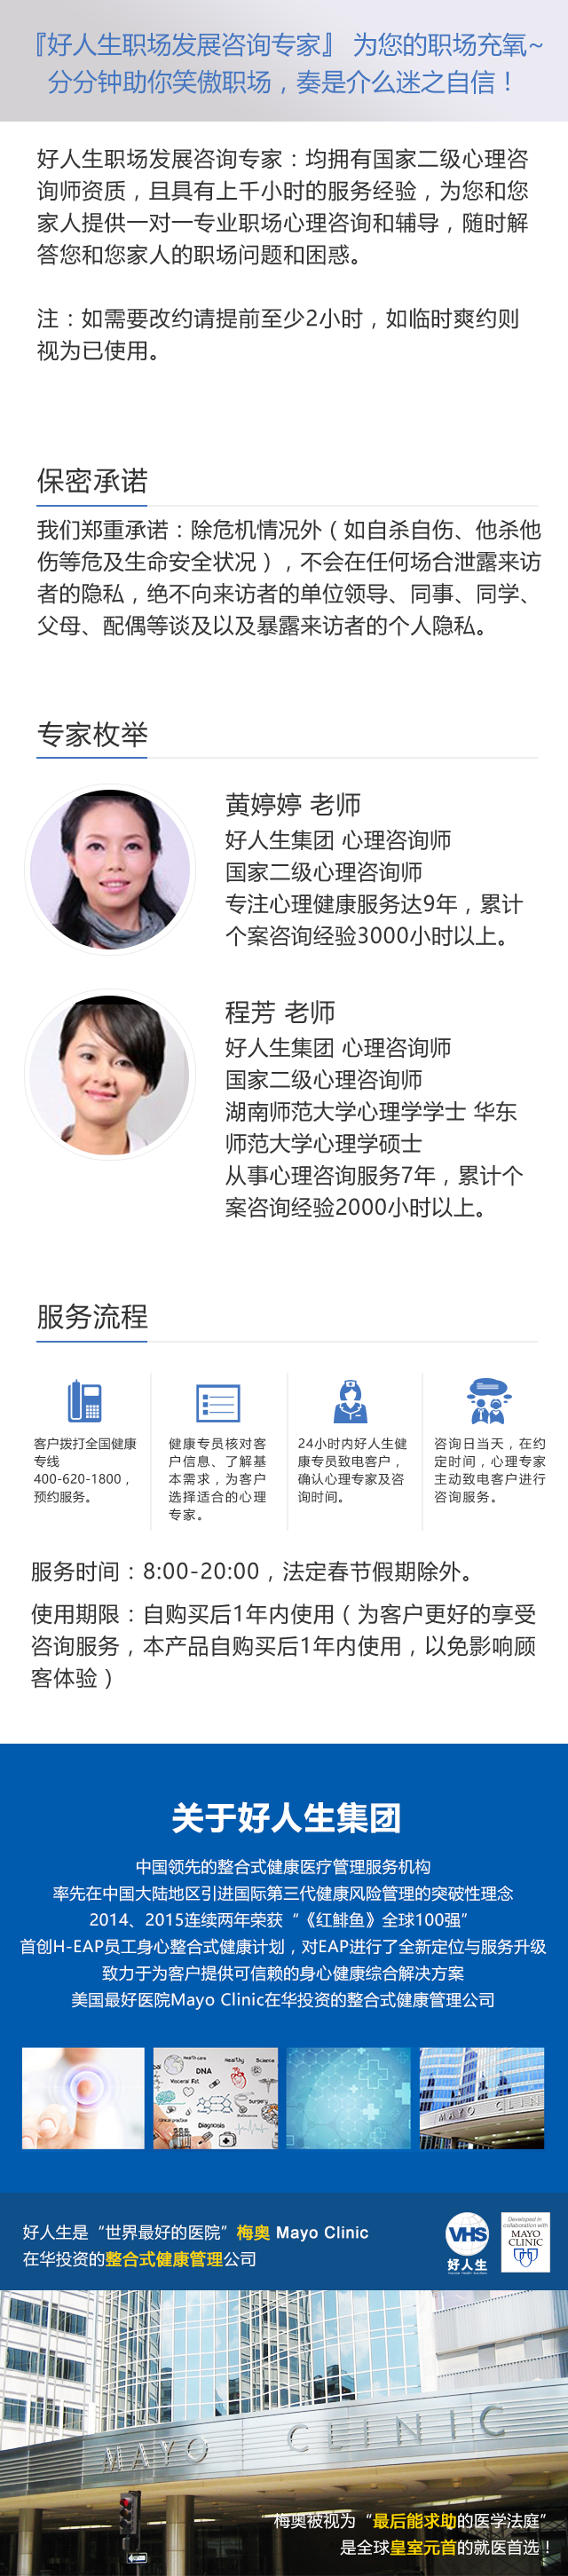 『好人生职场发展咨询专家』 为您的职场充氧~
分分钟助你笑傲职场，奏是介么迷之自信！
好人生职场发展咨询专家：均拥有国家二级心理咨
询师资质，且具有上千小时的服务经验，为您和您
家人提供一对一专业职场心理咨询和辅导，随时解
答您和您家人的职场问题和困惑。
注：如需要改约请提前至少2小时，如临时爽约则
视为已使用。
保密承诺
我们郑重承诺：除危机情况外（如自杀自伤、他杀他
伤等危及生命安全状况），不会在任何场合泄露来访
者的隐私，绝不向来访者的单位领导、同事、同学、
父母、配偶等谈及以及暴露来访者的个人隐私。
专家枚举
黄婷婷 老师
好人生集团 心理咨询师
国家二级心理咨询师
专注心理健康服务达9年，累计
个案咨询经验3000小时以上。
程芳 老师
好人生集团 心理咨询师
国家二级心理咨询师
湖南师范大学心理学学士 华东
师范大学心理学硕士
从事心理咨询服务7年，累计个
案咨询经验2000小时以上。
服务流程
客户拨打全国健康
专线
400-620-1800，
预约服务。
健康专员核对客
户信息、了解基
本需求，为客户
选择适合的心理
专家。
24小时内好人生健
康专员致电客户，
确认心理专家及咨
询时间。
咨询日当天，在约
定时间，心理专家
主动致电客户进行
咨询服务。
服务时间：8:00-20:00，法定春节假期除外。
使用期限：自购买后1年内使用（为客户更好的享受
咨询服务，本产品自购买后1年内使用，以免影响顾
客体验）
关于好人生集团
中国领先的整合式健康医疗管理服务机构
率先在中国大陆地区引进国际第三代健康风险管理的突破性理念
2014、2015连续两年荣获“《红鲱鱼》全球100强”
首创H-EAP员工身心整合式健康计划，对EAP进行了全新定位与服务升级
致力于为客户提供可信赖的身心健康综合解决方案
美国最好医院Mayo Clinic在华投资的整合式健康管理公司
Healthcare
Healthy
Science
DNA
Visceral Fat
Surgery
Diagnosis
MAYO CLIN
好人生是“世界最好的医院”梅奥 Mayo Clinic
在华投资的整合式健康管理公司
VHS
好人生
Developed in
collaboration with
MAYO
CLINIC
MAYO CLINIC
梅奥被视为“最后能求助的医学法庭”
是全球皇室元首的就医首选！